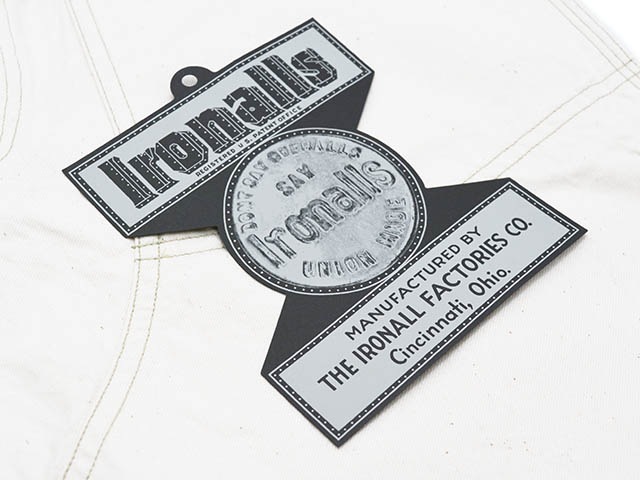 Ironalls
REGISTERED U.S. PATENT OFFICE
DON'T SAY OVERALLS
SAY
Ironalls
UNION MADE
MANUFACTURED BY
THE IRONALL FACTORIES CO.
Cincinnati, Ohio.